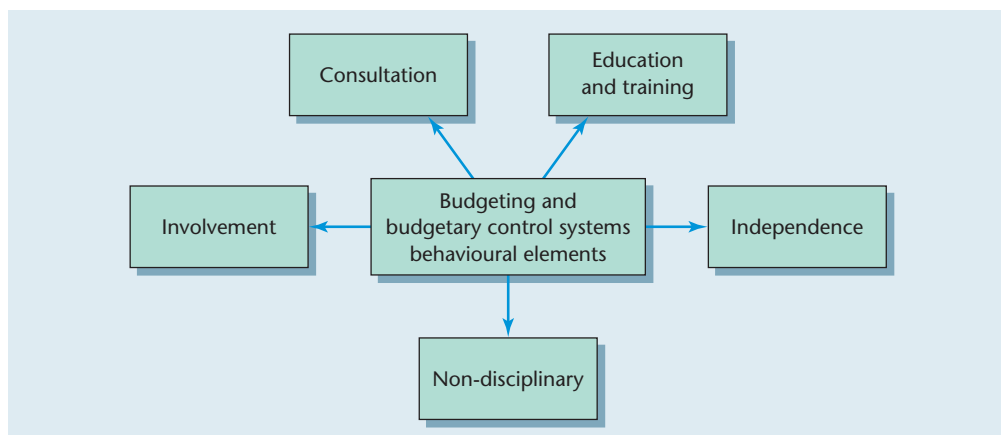 Consultation
Education
and training
Involvement
Budgeting and
budgetary control systems
behavioural elements
Independence
Non-disciplinary